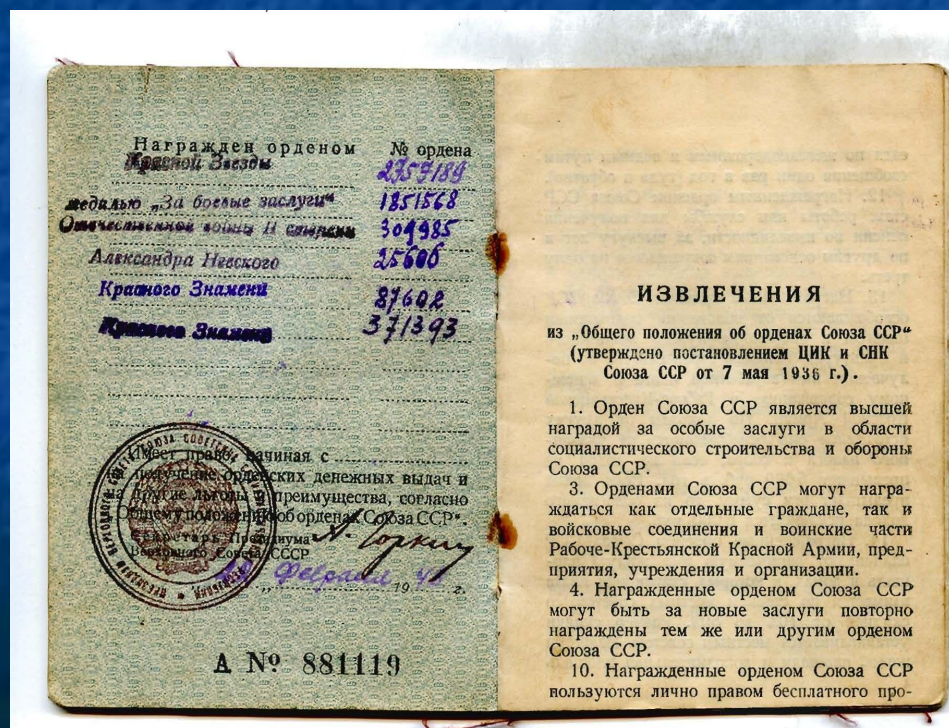 Награжден орденом № ордена
Красной Звезды 2757189
медалью „За боевые заслуги“ 1851568
Отечественной войны II степени 309985
Александра Невского 25606
Красного Знамени 87602
Красного Знамени 371393
Имеет право, начиная с
получение орденских денежных выдач и
на другие льготы и преимущества, согласно
„Общему положению об орденах Союза ССР“.
Секретарь Президиума
Верховного Совета СССР
Февраля 19 г.
А № 881119
ИЗВЛЕЧЕНИЯ
из „Общего положения об орденах Союза ССР“
(утверждено постановлением ЦИК и СНК
Союза ССР от 7 мая 1936 г.).
1. Орден Союза ССР является высшей
наградой за особые заслуги в области
социалистического строительства и обороны
Союза ССР.
3. Орденами Союза ССР могут награ-
ждаться как отдельные граждане, так и
войсковые соединения и воинские части
Рабоче-Крестьянской Красной Армии, пред-
приятия, учреждения и организации.
4. Награжденные орденом Союза ССР
могут быть за новые заслуги повторно
награждены тем же или другим орденом
Союза ССР.
10. Награжденные орденом Союза ССР
пользуются лично правом бесплатного про-